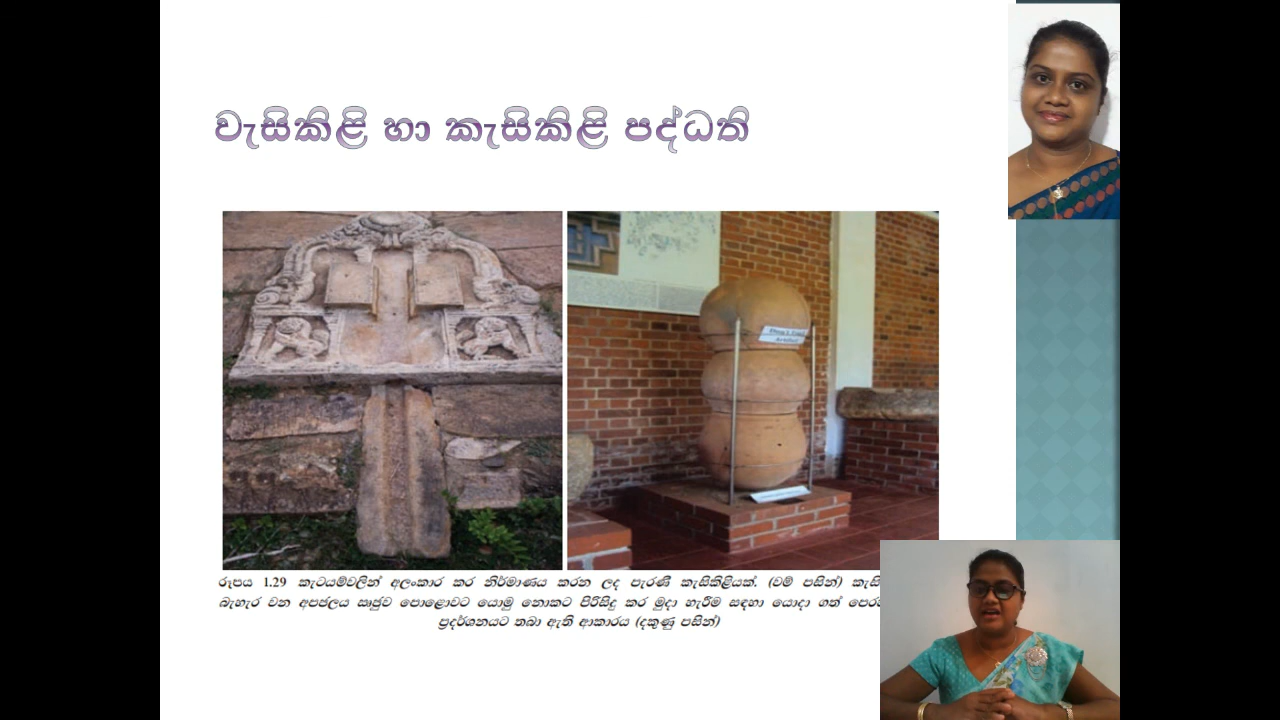 වැසිකිළි හා කැසිකිළි පද්ධති
රූපය 1.29 කැටයම්වලින් අලංකාර කර නිර්මාණය කරන ලද පැරණි කැසිකිළියක්. (වම් පසින්)
බැහැර වන අපජලය සෘජුව පොළොවට යොමු නොකට පිරිසිදු කර මුදා හැරීම සඳහා යොදා ගත්
ප්‍රදර්ශනයට තබා ඇති ආකාරය (දකුණු පසින්)